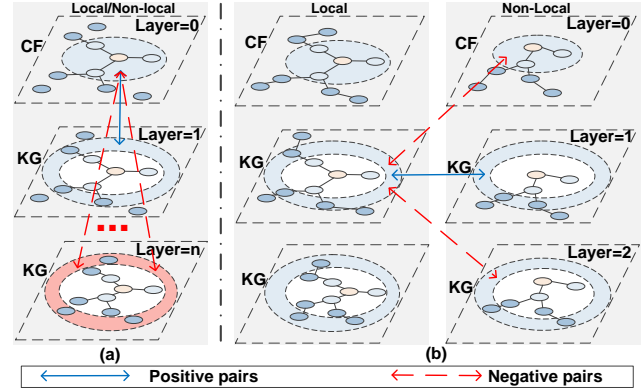 Local/Non-local
Layer=0
CF
Layer=1
KG
Layer=n
KG
(a)
Local
Non-Local
Layer=0
CF
CF
Layer=1
KG
KG
Layer=2
KG
KG
(b)
Positive pairs
Negative pairs